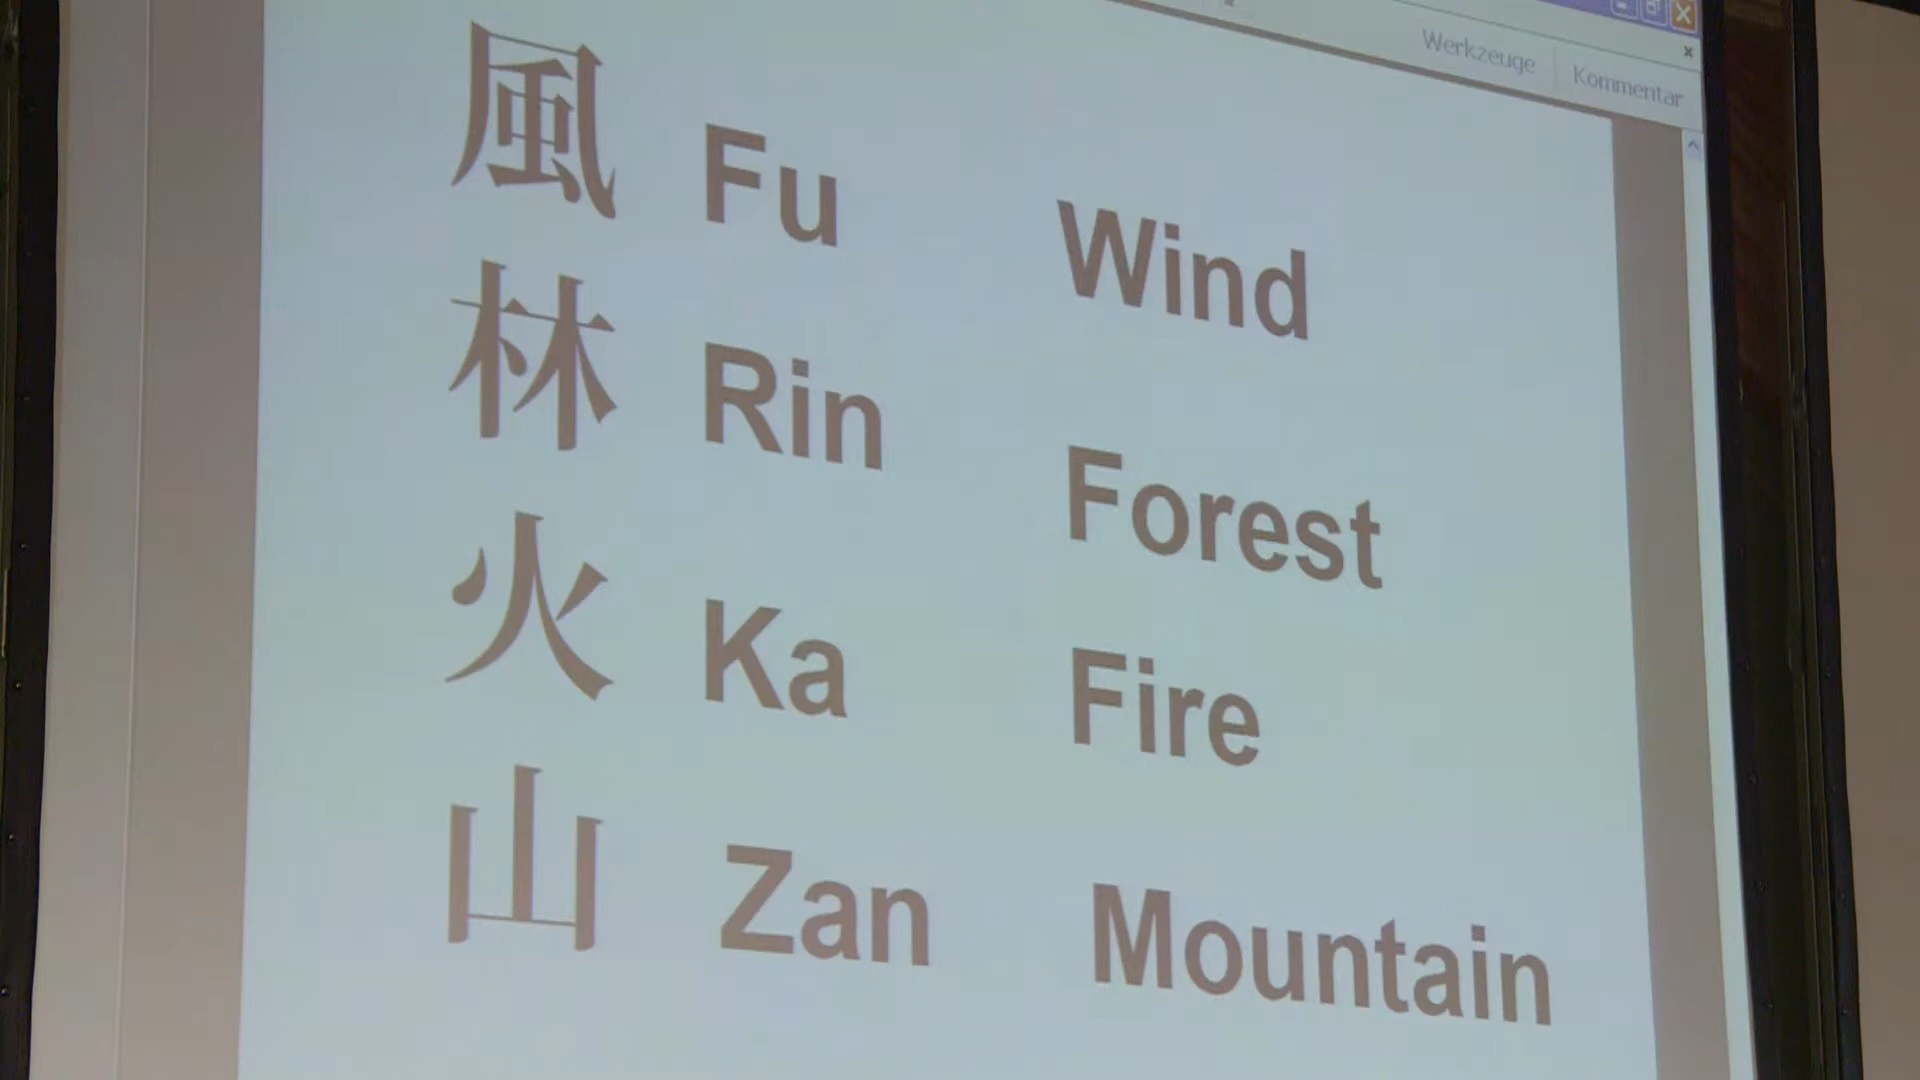 Werkzeuge Kommentar
風 Fu Wind
林 Rin Forest
火 Ka Fire
山 Zan Mountain